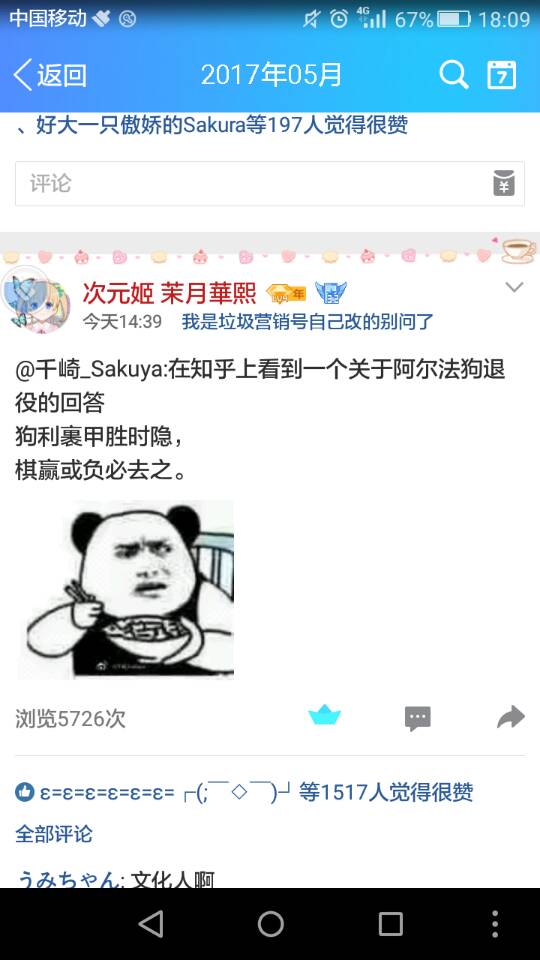 中国移动 4G 67% 18:09
返回 2017年05月 7
、好大一只傲娇的Sakura等197人觉得很赞
评论 ¥
次元姬 茉月華熙 年
今天14:39 我是垃圾营销号自己改的别问了
@千崎_Sakuya:在知乎上看到一个关于阿尔法狗退
役的回答
狗利裹甲胜时隐，
棋赢或负必去之。
浏览5726次
ε=ε=ε=ε=ε=ε=┌(;￣◇￣)┘等1517人觉得很赞
全部评论
うみちゃん: 文化人啊